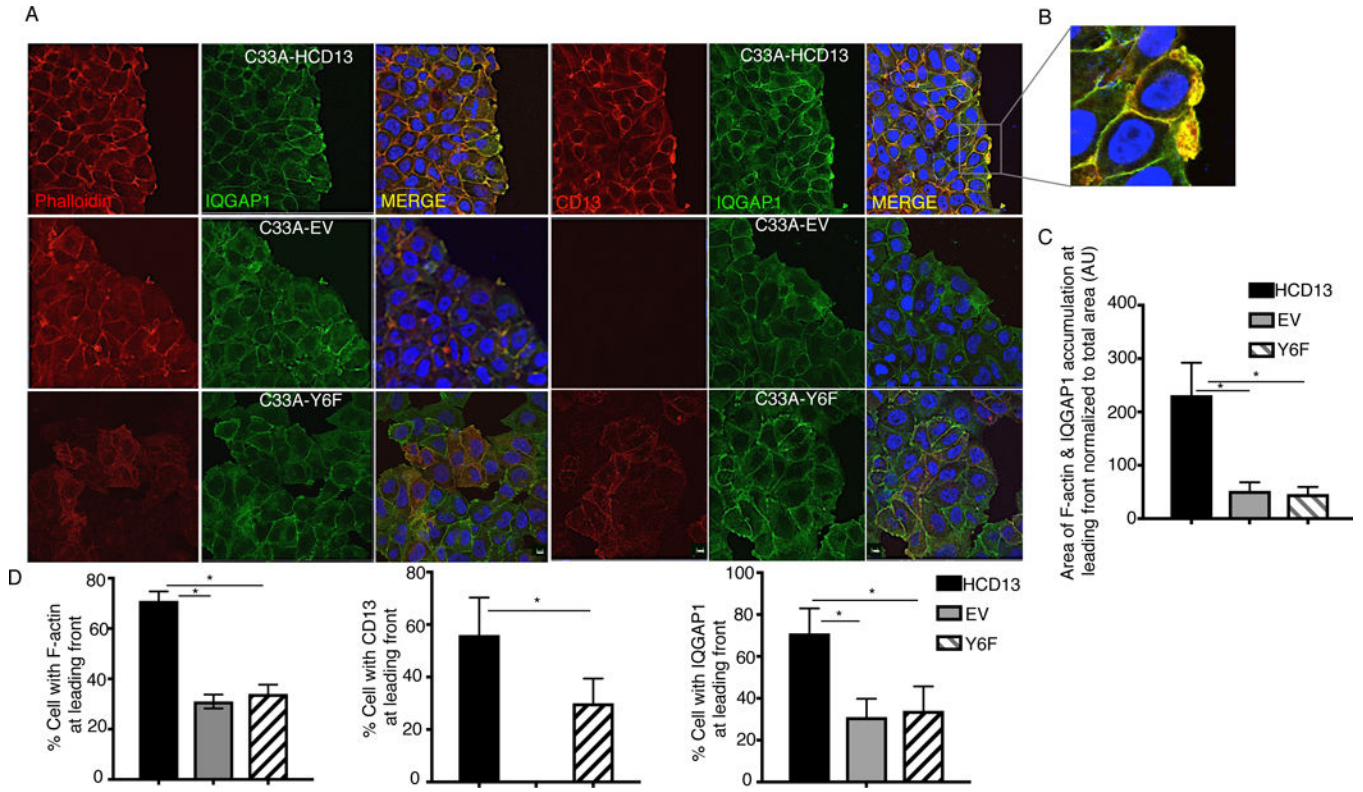 A
B
C33A-HCD13
C33A-HCD13
Phalloidin
IQGAP1
MERGE
CD13
IQGAP1
MERGE
C33A-EV
C33A-EV
C33A-Y6F
C33A-Y6F
C
Area of F-actin & IQGAP1 accumulation at
leading front normalized to total area (AU)
400
300
200
100
50
0
HCD13
EV
Y6F
*
*
D
% Cell with F-actin
at leading front
80
60
40
20
0
*
*
% Cell with CD13
at leading front
80
60
40
20
0
*
% Cell with IQGAP1
at leading front
100
80
60
40
20
0
*
*
HCD13
EV
Y6F